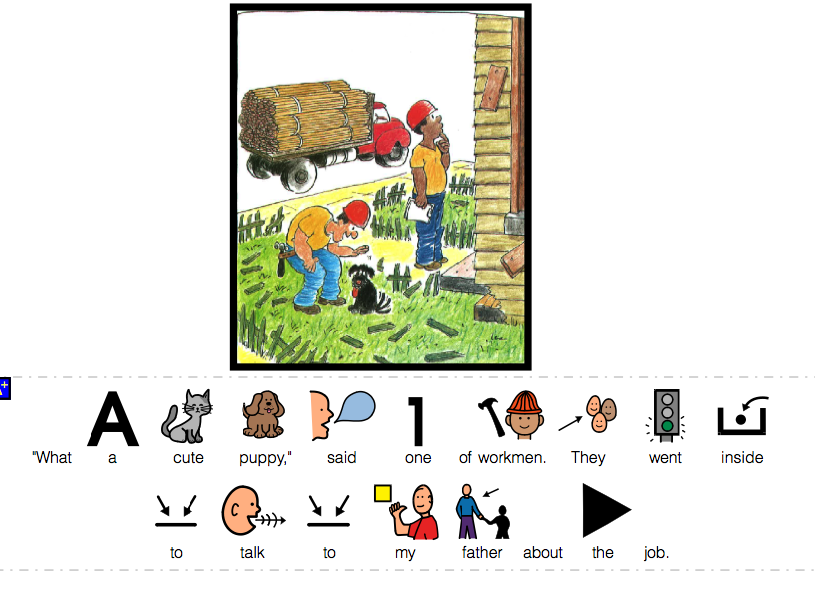 "What a cute puppy," said one of workmen. They went inside
to talk to my father about the job.